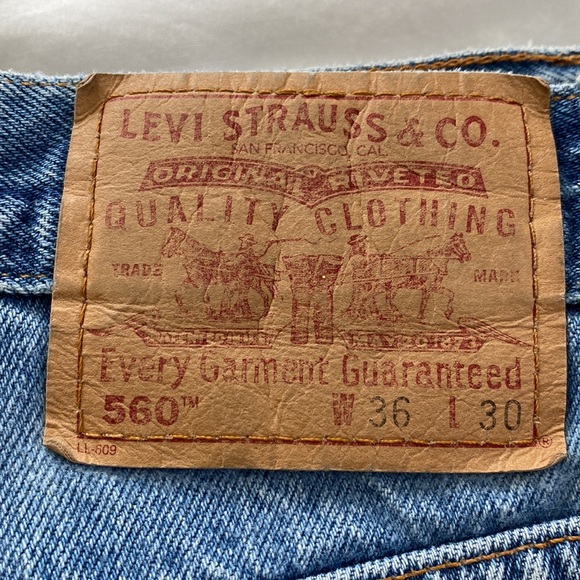 LEVI STRAUSS & CO.
SAN FRANCISCO, CAL.
ORIGINAL RIVETED
QUALITY CLOTHING
TRADE MARK
Every Garment Guaranteed
560™ W 36 L 30
LL-609 ®